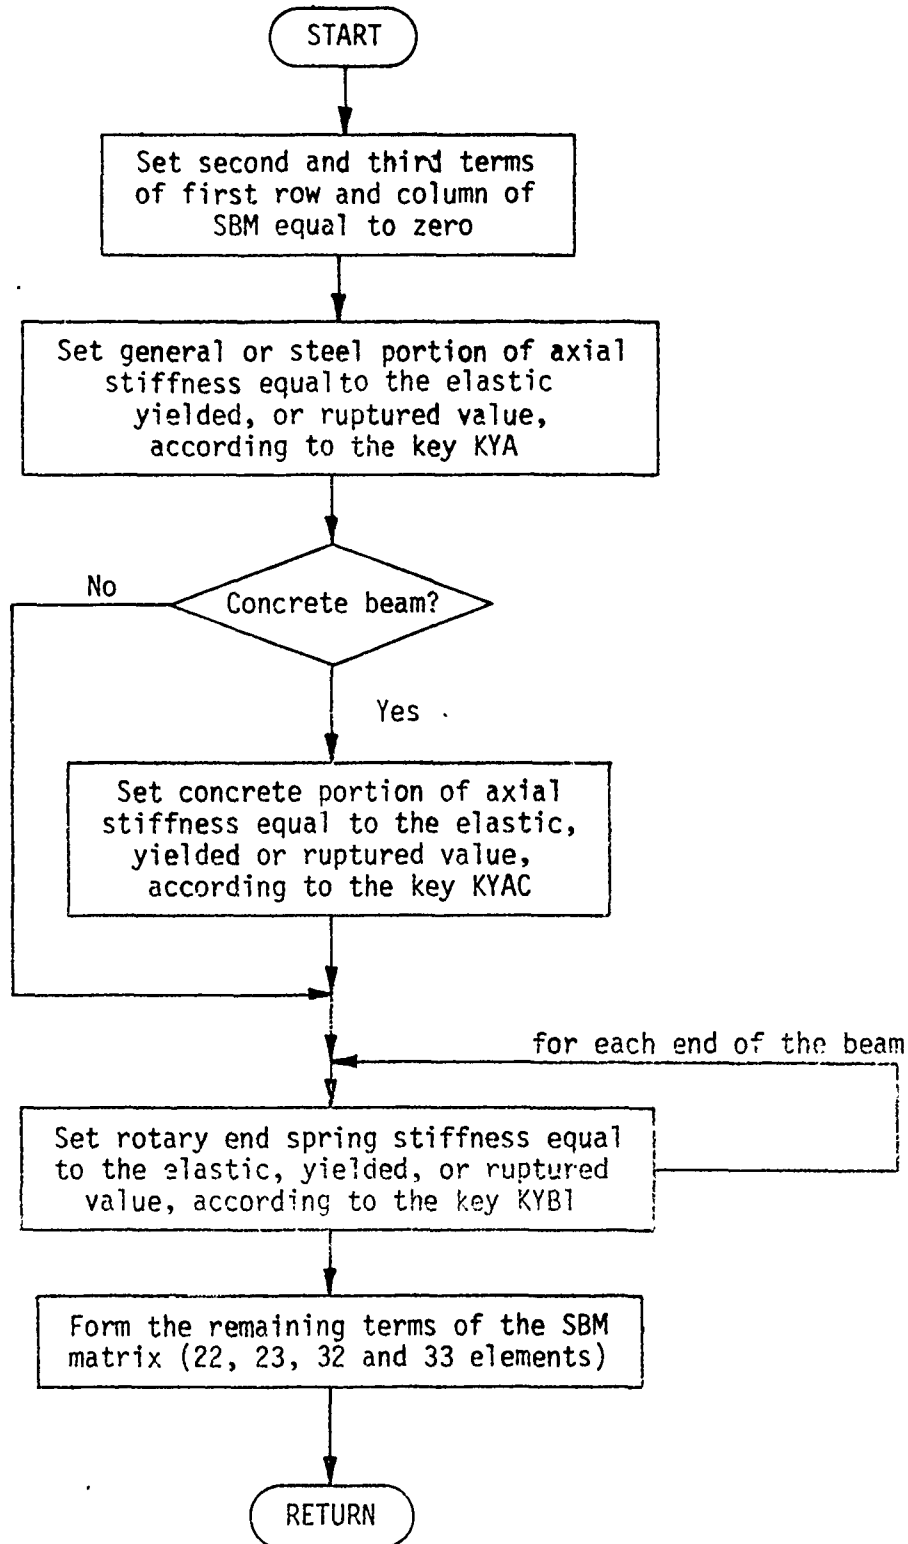 START
Set second and third terms
of first row and column of
SBM equal to zero
Set general or steel portion of axial
stiffness equal to the elastic
yielded, or ruptured value,
according to the key KYA
Concrete beam?
No
Yes
Set concrete portion of axial
stiffness equal to the elastic,
yielded or ruptured value,
according to the key KYAC
for each end of the beam
Set rotary end spring stiffness equal
to the elastic, yielded, or ruptured
value, according to the key KYB1
Form the remaining terms of the SBM
matrix (22, 23, 32 and 33 elements)
RETURN